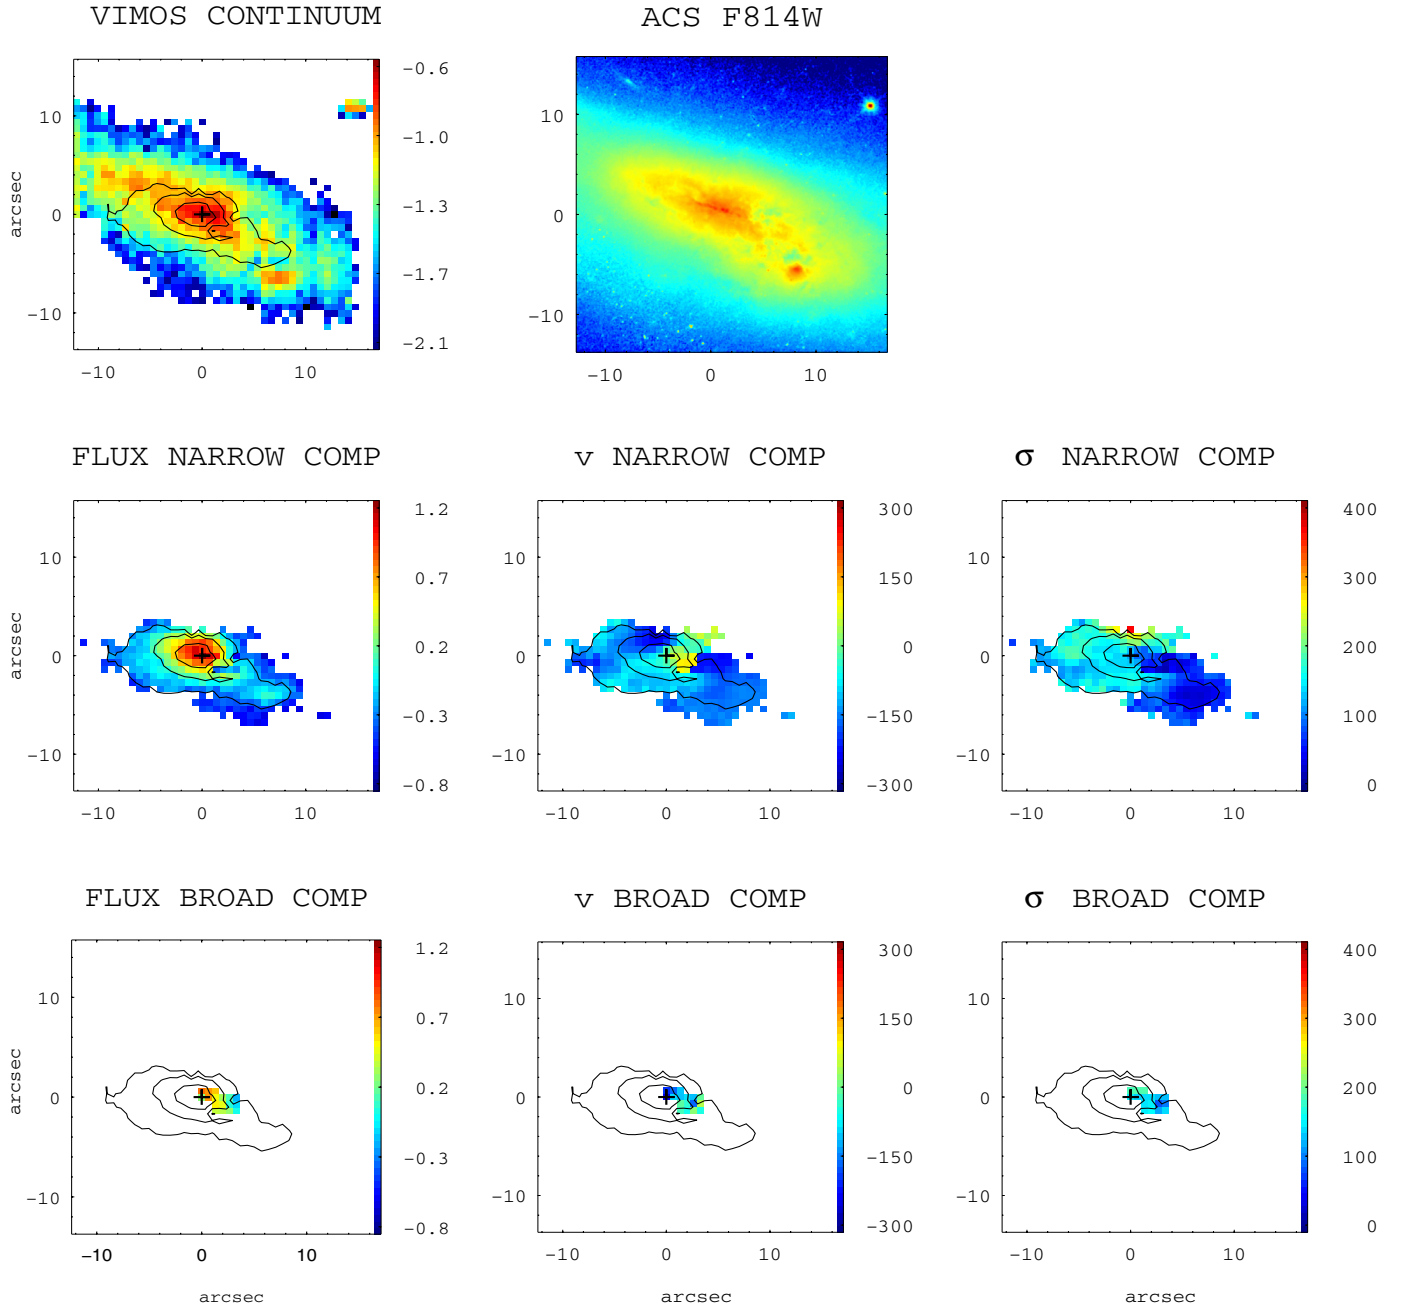 VIMOS CONTINUUM
ACS F814W
arcsec
10
0
−10
−10 0 10
−0.6
−1.0
−1.3
−1.7
−2.1
10
0
−10
−10 0 10
FLUX NARROW COMP
v NARROW COMP
σ NARROW COMP
arcsec
10
0
−10
−10 0 10
1.2
0.7
0.2
−0.3
−0.8
10
0
−10
−10 0 10
300
150
0
−150
−300
10
0
−10
−10 0 10
400
300
200
100
0
FLUX BROAD COMP
v BROAD COMP
σ BROAD COMP
arcsec
10
0
−10
−10 0 10
1.2
0.7
0.2
−0.3
−0.8
10
0
−10
−10 0 10
300
150
0
−150
−300
10
0
−10
−10 0 10
400
300
200
100
0
arcsec
arcsec
arcsec